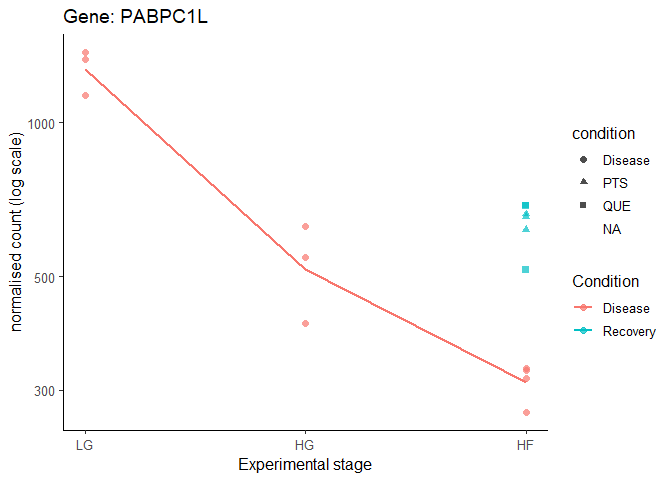 Gene: PABPC1L
normalised count (log scale)
1000
500
300
LG
HG
HF
Experimental stage
condition
Disease
PTS
QUE
NA
Condition
Disease
Recovery